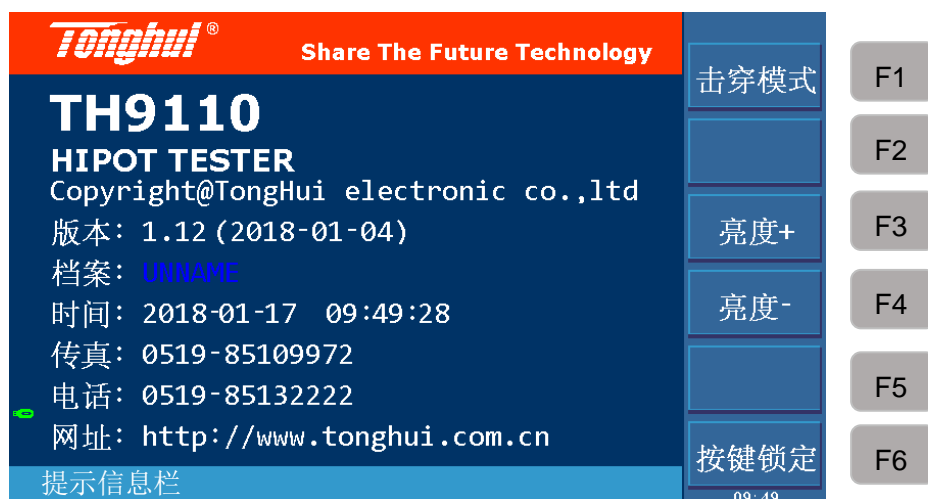 Tonghui®
Share The Future Technology
TH9110
HIPOT TESTER
Copyright@TongHui electronic co.,ltd
版本：1.12(2018-01-04)
档案：UNNAME
时间：2018-01-17 09:49:28
传真：0519-85109972
电话：0519-85132222
网址：http://www.tonghui.com.cn
提示信息栏
击穿模式
亮度+
亮度-
按键锁定
09:49
F1
F2
F3
F4
F5
F6